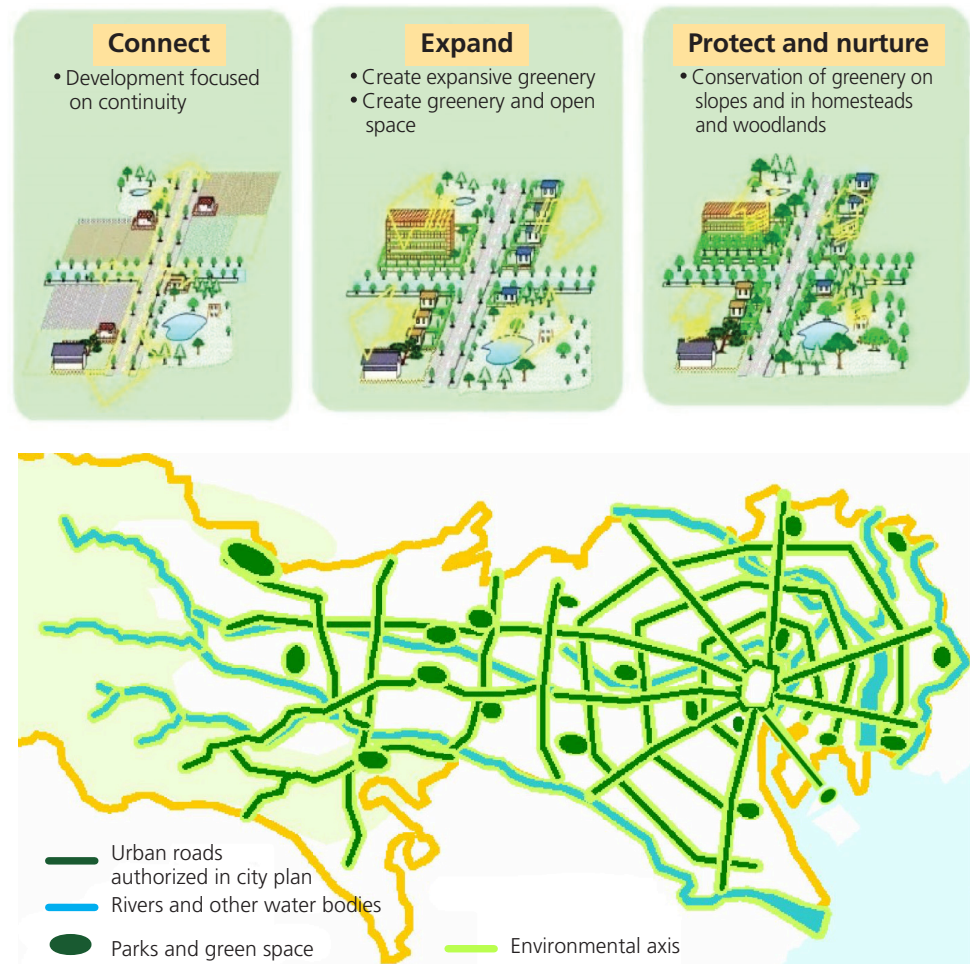 Connect
• Development focused
on continuity
Expand
• Create expansive greenery
• Create greenery and open
space
Protect and nurture
• Conservation of greenery on
slopes and in homesteads
and woodlands
Urban roads
authorized in city plan
Rivers and other water bodies
Parks and green space
Environmental axis